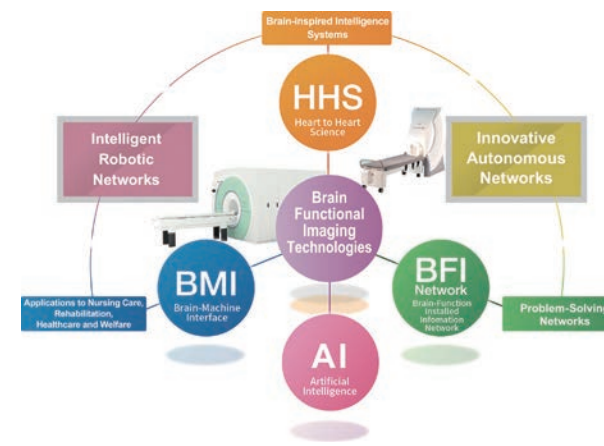 Brain-inspired Intelligence
Systems
HHS
Heart to Heart
Science
Intelligent
Robotic
Networks
Innovative
Autonomous
Networks
Brain
Functional
Imaging
Technologies
BMI
Brain-Machine
Interface
BFI
Network
Brain-Function
Installed
Infomation
Network
Applications to Nursing Care,
Rehabilitation,
Healthcare and Welfare
Problem-Solving
Networks
AI
Artificial
Intelligence